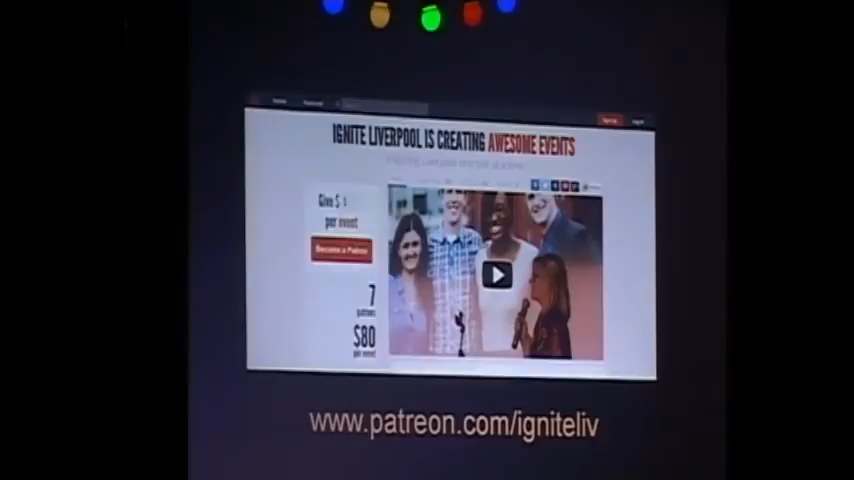 IGNITE LIVERPOOL IS CREATING AWESOME EVENTS
Give $ 1
per event
Become a Patron
7
patrons
$80
per event
www.patreon.com/igniteliv